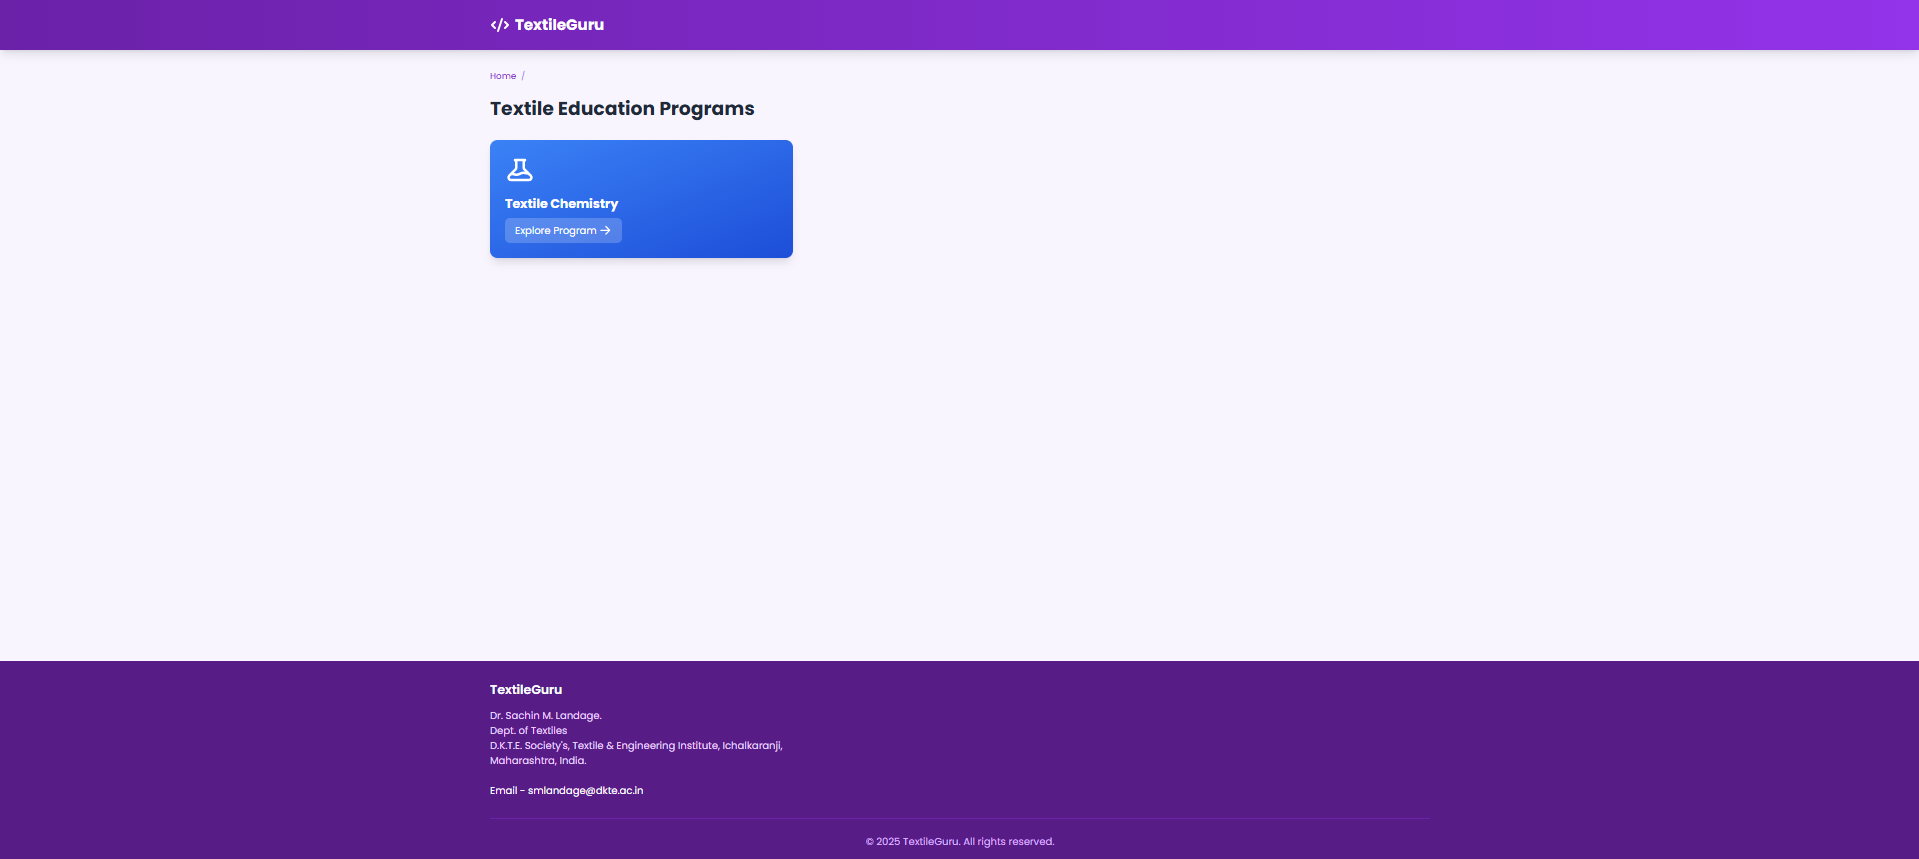 TextileGuru
Home /
Textile Education Programs
Textile Chemistry
Explore Program →
TextileGuru
Dr. Sachin M. Landage.
Dept. of Textiles
D.K.T.E. Society's, Textile & Engineering Institute, Ichalkaranji,
Maharashtra, India.
Email - smlandage@dkte.ac.in
© 2025 TextileGuru. All rights reserved.